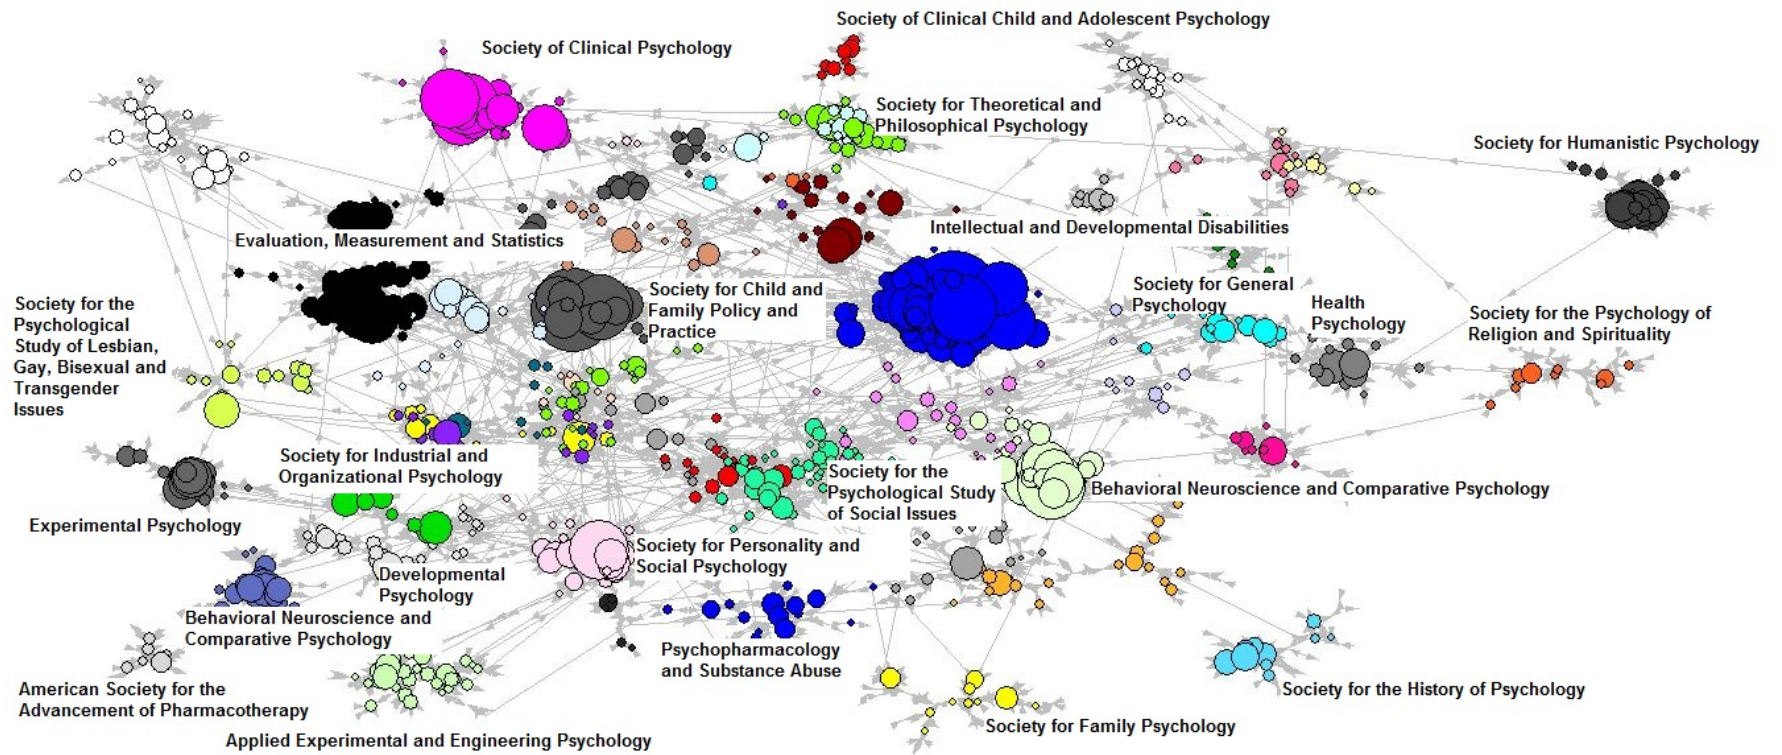 Society of Clinical Child and Adolescent Psychology
Society of Clinical Psychology
Society for Theoretical and
Philosophical Psychology
Society for Humanistic Psychology
Evaluation, Measurement and Statistics
Intellectual and Developmental Disabilities
Society for Child and
Family Policy and
Practice
Society for General
Psychology
Health
Psychology
Society for the Psychology of
Religion and Spirituality
Society for the
Psychological
Study of Lesbian,
Gay, Bisexual and
Transgender
Issues
Society for Industrial and
Organizational Psychology
Society for the
Psychological Study
of Social Issues
Behavioral Neuroscience and Comparative Psychology
Experimental Psychology
Society for Personality and
Social Psychology
Developmental
Psychology
Behavioral Neuroscience and
Comparative Psychology
Psychopharmacology
and Substance Abuse
American Society for the
Advancement of Pharmacotherapy
Society for the History of Psychology
Society for Family Psychology
Applied Experimental and Engineering Psychology